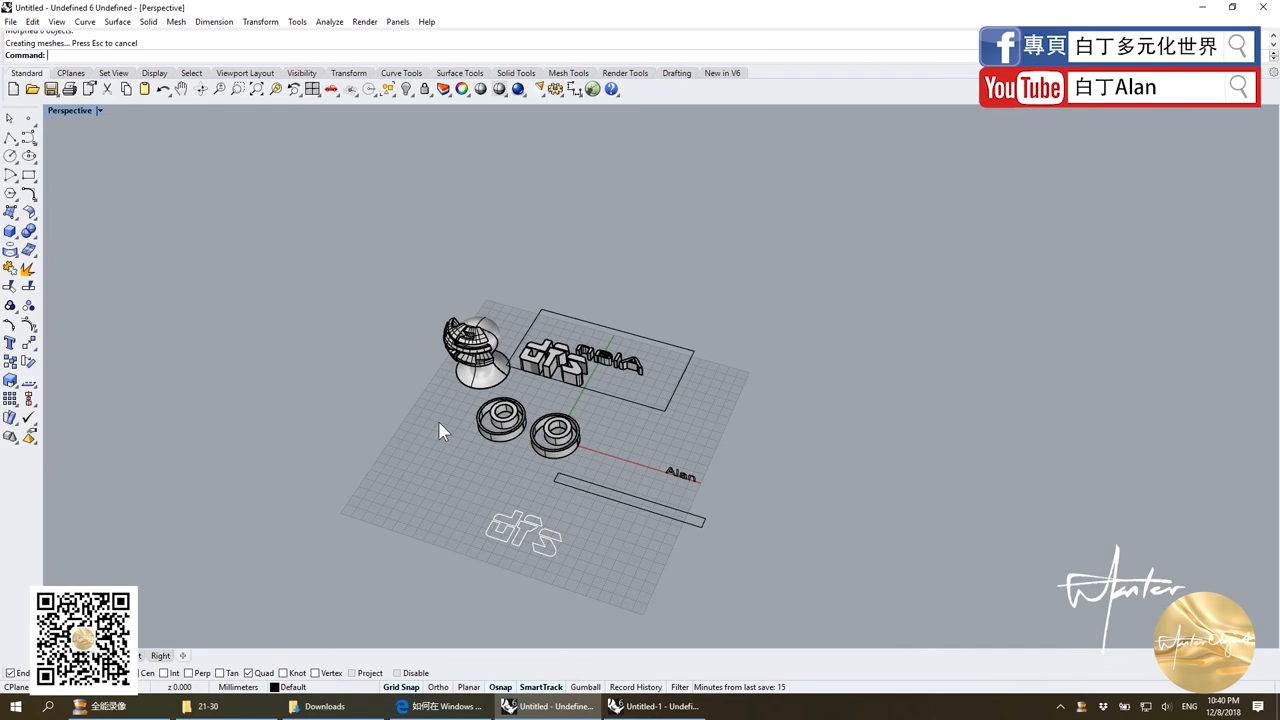 Untitled - Undefined 6 Undefined - [Perspective]
File Edit View Curve Surface Solid Mesh Dimension Transform Tools Analyze Render Panels Help
Morphed 6 objects.
Creating meshes... Press Esc to cancel
Command:
Standard CPlanes Set View Display Select Viewport Layout Visibility Transform Curve Tools Surface Tools Solid Tools Mesh Tools Render Tools Drafting New in V6
f 專頁 白丁多元化世界
YouTube 白丁Alan
Perspective
Alan
drs
Right
End Cen Int Perp Tan Quad Knot Vertex Project Disable
CPlane z 0.000 Millimeters Default Grid Snap Ortho Planar Osnap SmartTrack Gumball Record History Filter Minutes from last save: 15
全能录像 21-30 Downloads 如何在 Windows ... Untitled - Undefine... Untitled-1 - Undefi...
10:40 PM
12/8/2018